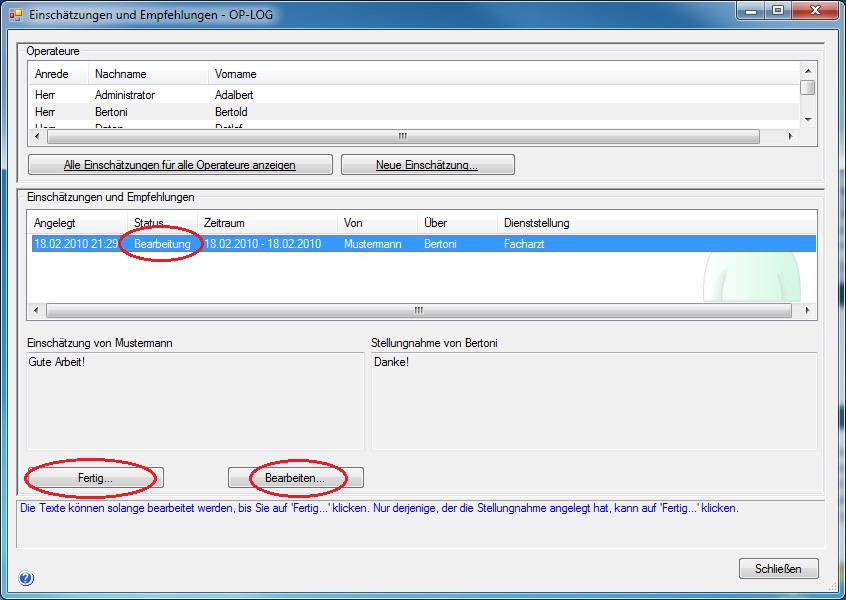 Einschätzungen und Empfehlungen - OP-LOG
Operateure
Anrede Nachname Vorname
Herr Administrator Adalbert
Herr Bertoni Bertold
Alle Einschätzungen für alle Operateure anzeigen Neue Einschätzung...
Einschätzungen und Empfehlungen
Angelegt Status Zeitraum Von Über Dienststellung
18.02.2010 21:29 Bearbeitung 18.02.2010 - 18.02.2010 Mustermann Bertoni Facharzt
Einschätzung von Mustermann Stellungnahme von Bertoni
Gute Arbeit! Danke!
Fertig... Bearbeiten...
Die Texte können solange bearbeitet werden, bis Sie auf 'Fertig...' klicken. Nur derjenige, der die Stellungnahme angelegt hat, kann auf 'Fertig...' klicken.
Schließen